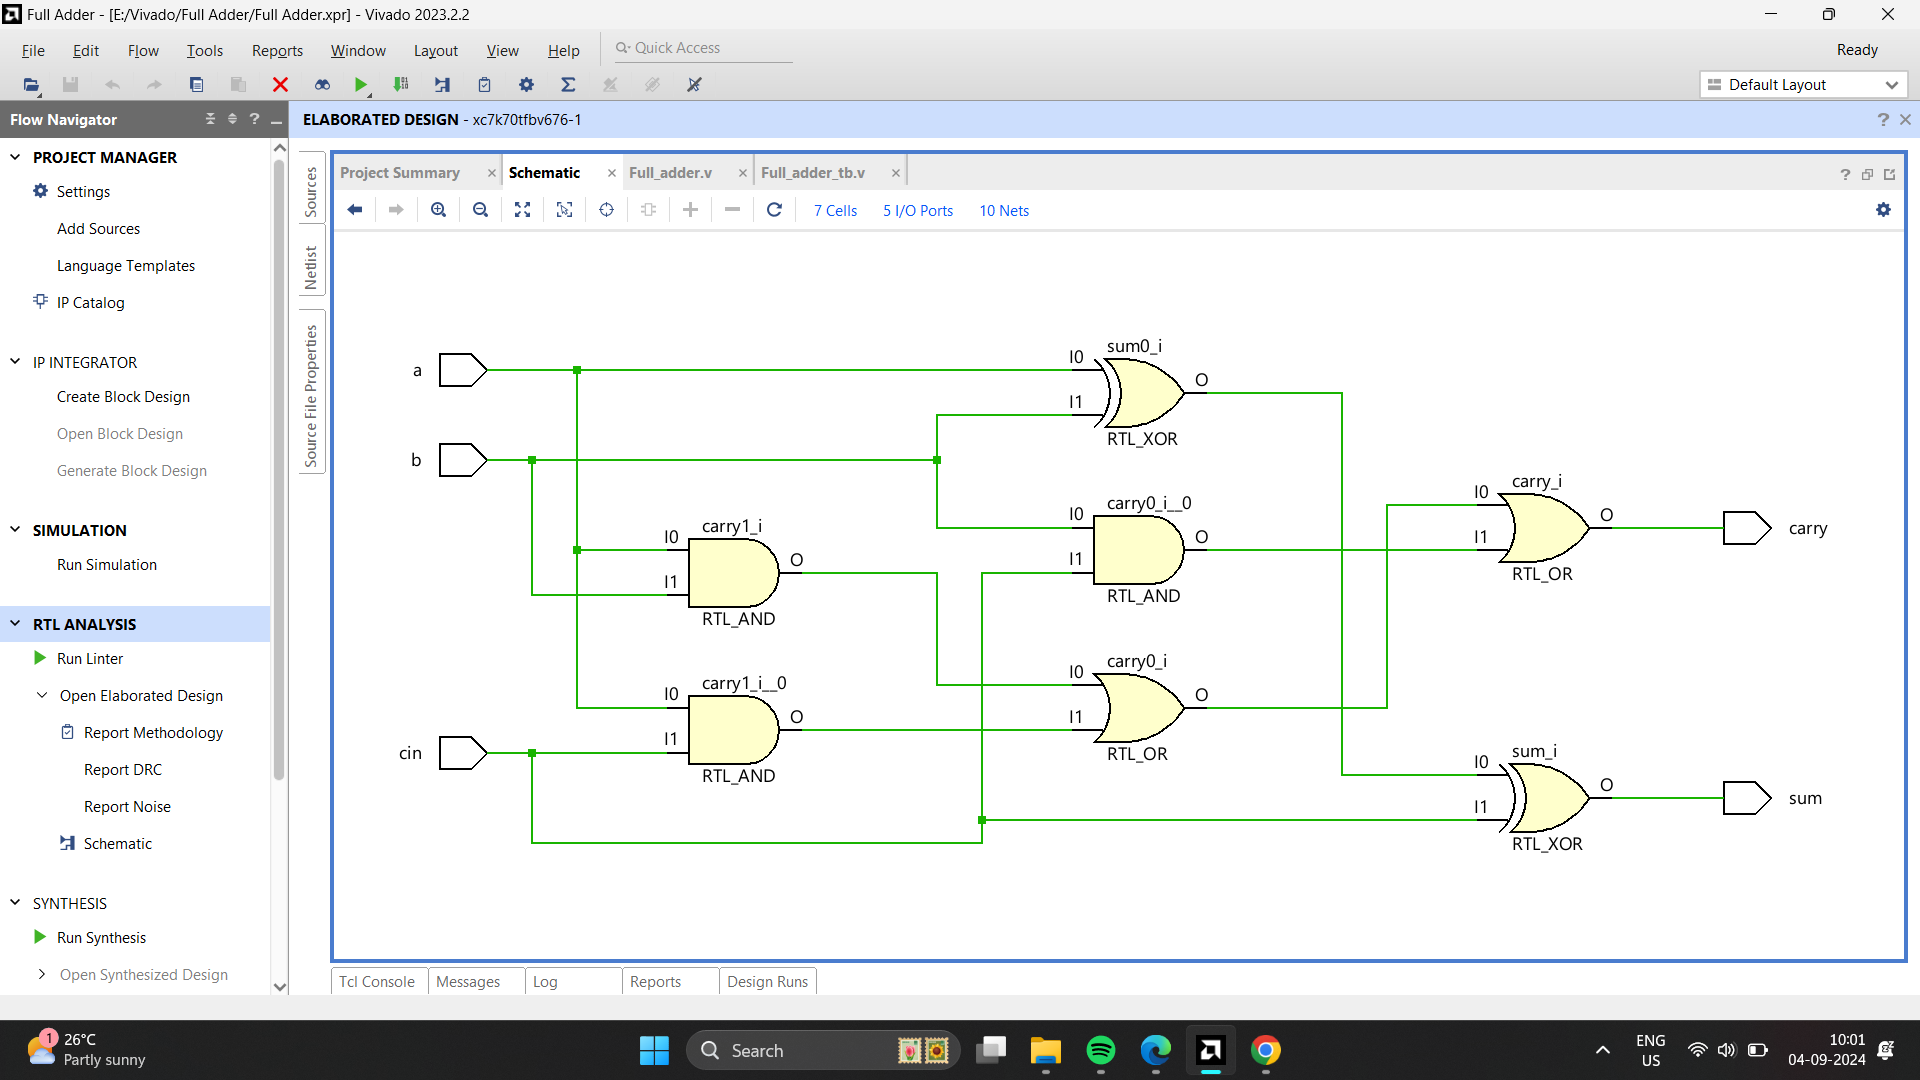 Full Adder - [E:/Vivado/Full Adder/Full Adder.xpr] - Vivado 2023.2.2
File Edit Flow Tools Reports Window Layout View Help Quick Access Ready
Default Layout
Flow Navigator
ELABORATED DESIGN - xc7k70tfbv676-1
PROJECT MANAGER
Settings
Add Sources
Language Templates
IP Catalog
IP INTEGRATOR
Create Block Design
Open Block Design
Generate Block Design
SIMULATION
Run Simulation
RTL ANALYSIS
Run Linter
Open Elaborated Design
Report Methodology
Report DRC
Report Noise
Schematic
SYNTHESIS
Run Synthesis
Open Synthesized Design
Sources
Netlist
Source File Properties
Project Summary Schematic Full_adder.v Full_adder_tb.v
7 Cells 5 I/O Ports 10 Nets
a
b
cin
carry1_i
I0
I1
O
RTL_AND
carry1_i__0
I0
I1
O
RTL_AND
sum0_i
I0
I1
O
RTL_XOR
carry0_i__0
I0
I1
O
RTL_AND
carry0_i
I0
I1
O
RTL_OR
carry_i
I0
I1
O
RTL_OR
carry
sum_i
I0
I1
O
RTL_XOR
sum
Tcl Console Messages Log Reports Design Runs
1
26°C
Partly sunny
Search
ENG
US
10:01
04-09-2024